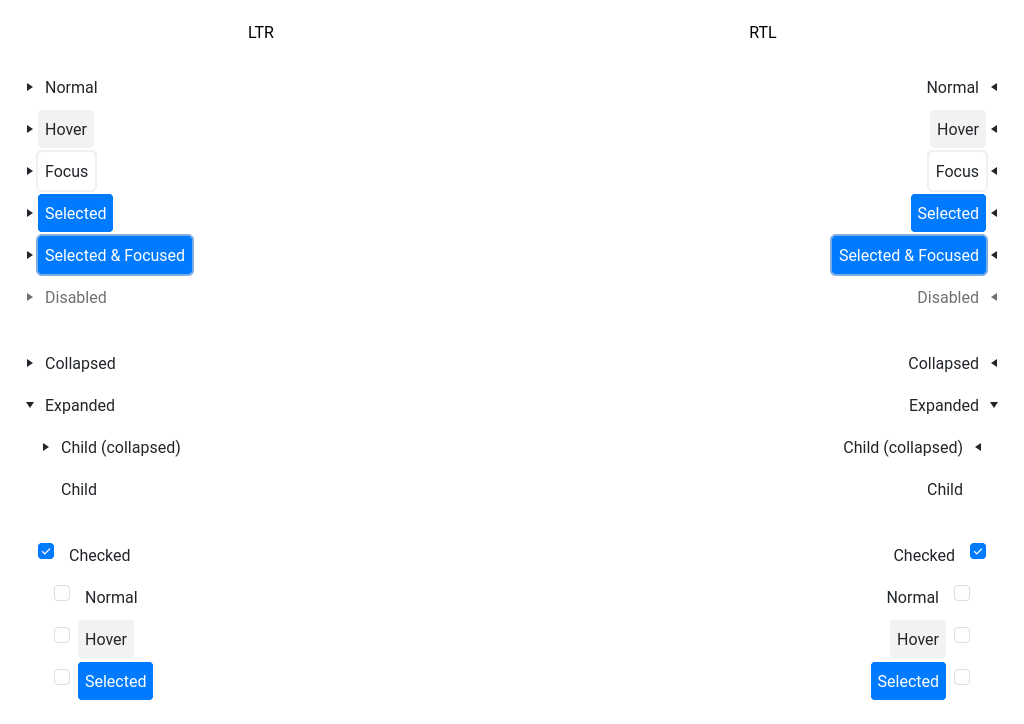 LTR RTL
Normal Normal
Hover Hover
Focus Focus
Selected Selected
Selected & Focused Selected & Focused
Disabled Disabled
Collapsed Collapsed
Expanded Expanded
Child (collapsed) Child (collapsed)
Child Child
Checked Checked
Normal Normal
Hover Hover
Selected Selected